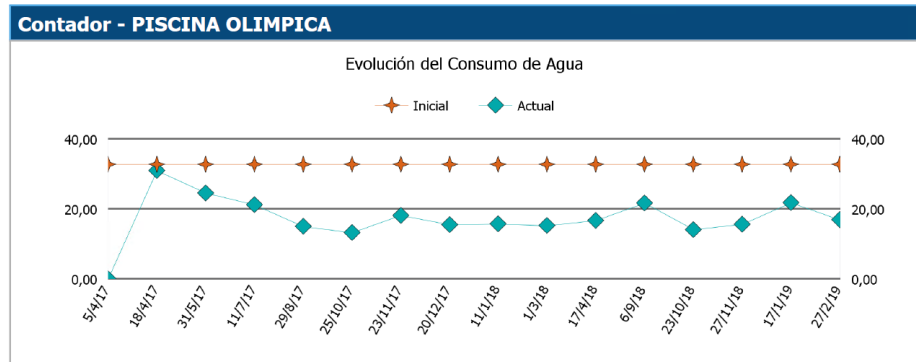 Contador - PISCINA OLIMPICA
Evolución del Consumo de Agua
Inicial Actual
40,00 40,00
20,00 20,00
0,00 0,00
5/4/17 18/4/17 31/5/17 11/7/17 29/8/17 25/10/17 23/11/17 20/12/17 11/1/18 1/3/18 17/4/18 6/9/18 23/10/18 27/11/18 17/1/19 27/2/19